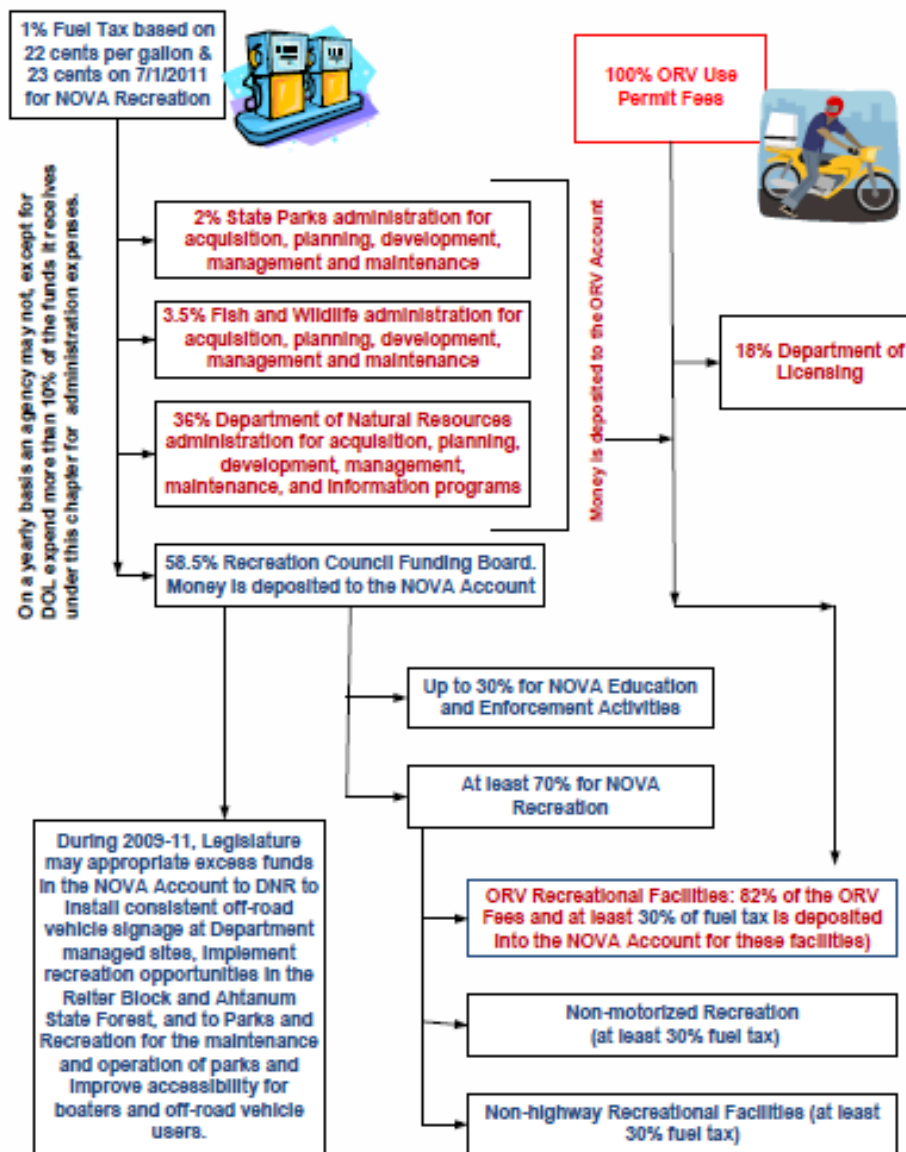 1% Fuel Tax based on
22 cents per gallon &
23 cents on 7/1/2011
for NOVA Recreation
100% ORV Use
Permit Fees
On a yearly basis an agency may not, except for
DOL expend more than 10% of the funds it receives
under this chapter for administration expenses.
2% State Parks administration for
acquisition, planning, development,
management and maintenance
3.5% Fish and Wildlife administration for
acquisition, planning, development,
management and maintenance
36% Department of Natural Resources
administration for acquisition, planning,
development, management,
maintenance, and information programs
Money is deposited to the ORV Account
18% Department of
Licensing
58.5% Recreation Council Funding Board.
Money is deposited to the NOVA Account
Up to 30% for NOVA Education
and Enforcement Activities
At least 70% for NOVA
Recreation
During 2009-11, Legislature
may appropriate excess funds
in the NOVA Account to DNR to
install consistent off-road
vehicle signage at Department
managed sites, implement
recreation opportunities in the
Reiter Block and Ahtanum
State Forest, and to Parks and
Recreation for the maintenance
and operation of parks and
improve accessibility for
boaters and off-road vehicle
users.
ORV Recreational Facilities: 82% of the ORV
Fees and at least 30% of fuel tax is deposited
into the NOVA Account for these facilities)
Non-motorized Recreation
(at least 30% fuel tax)
Non-highway Recreational Facilities (at least
30% fuel tax)